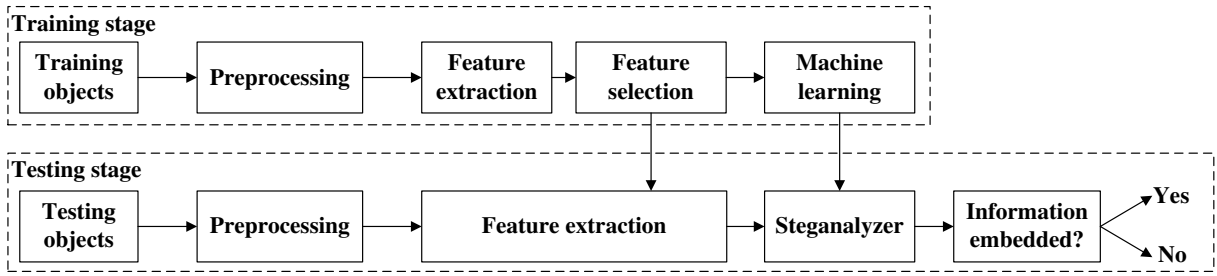 Training stage
Training
objects
Preprocessing
Feature
extraction
Feature
selection
Machine
learning
Testing stage
Testing
objects
Preprocessing
Feature extraction
Steganalyzer
Information
embedded?
Yes
No